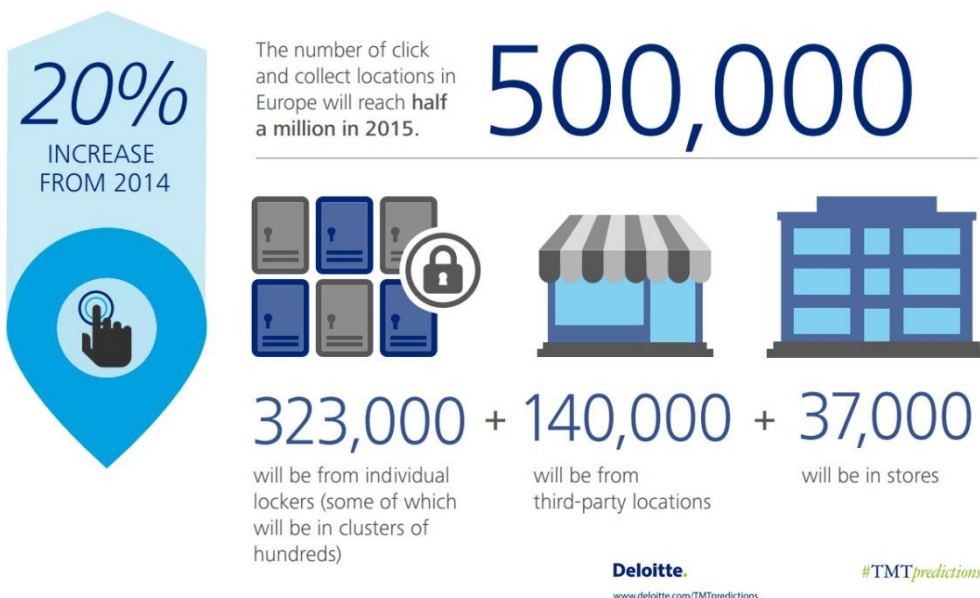 20%
INCREASE
FROM 2014
The number of click
and collect locations in
Europe will reach half
a million in 2015.
500,000
323,000 + 140,000 + 37,000
will be from individual
lockers (some of which
will be in clusters of
hundreds)
will be from
third-party locations
will be in stores
Deloitte.
www.deloitte.com/TMTpredictions
#TMTpredictions